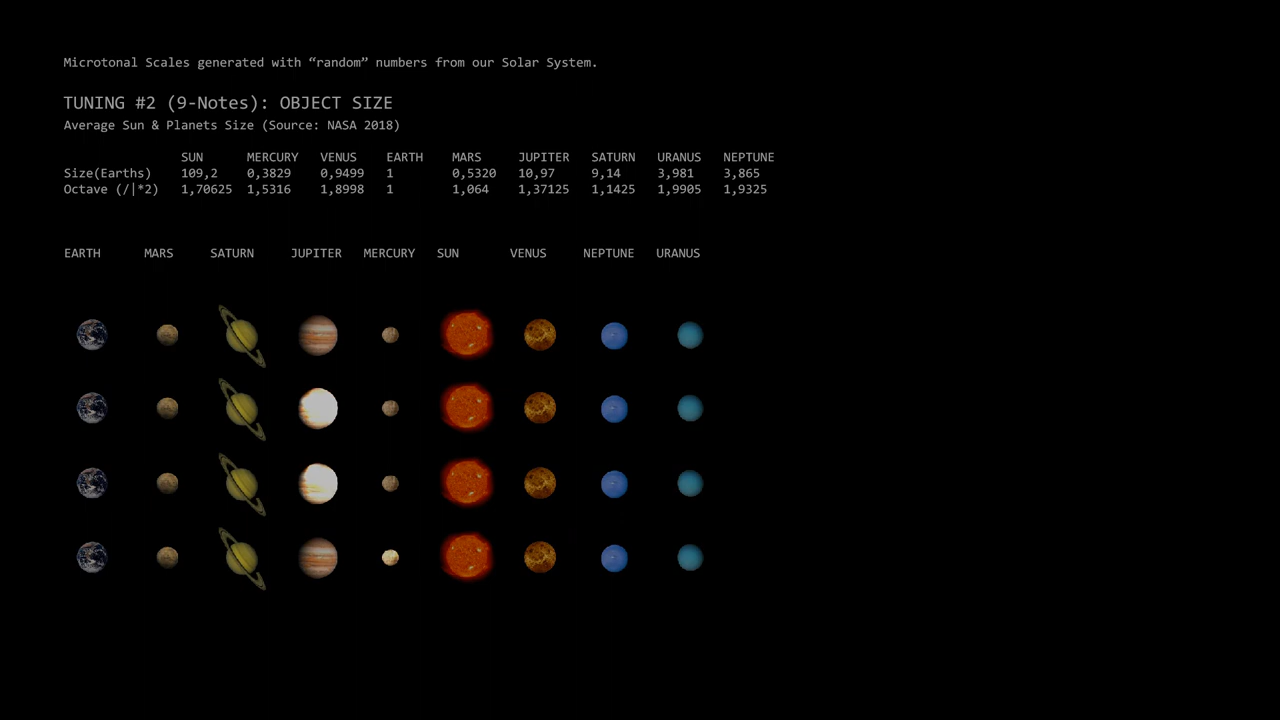 Microtonal Scales generated with “random” numbers from our Solar System.
TUNING #2 (9-Notes): OBJECT SIZE
Average Sun & Planets Size (Source: NASA 2018)
SUN MERCURY VENUS EARTH MARS JUPITER SATURN URANUS NEPTUNE
Size(Earths) 109,2 0,3829 0,9499 1 0,5320 10,97 9,14 3,981 3,865
Octave (/|*2) 1,70625 1,5316 1,8998 1 1,064 1,37125 1,1425 1,9905 1,9325
EARTH MARS SATURN JUPITER MERCURY SUN VENUS NEPTUNE URANUS